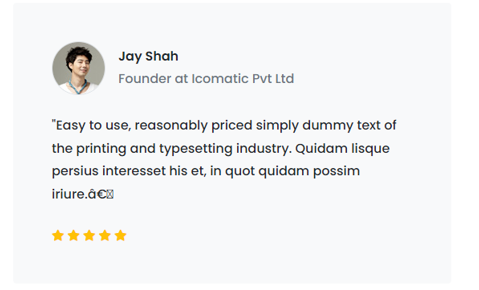 Jay Shah
Founder at Icomatic Pvt Ltd
"Easy to use, reasonably priced simply dummy text of
the printing and typesetting industry. Quidam lisque
persius interesset his et, in quot quidam possim
iriure.â€